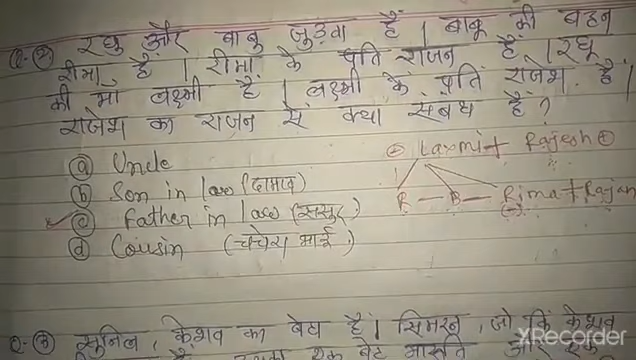 Q-② रघु और बाबु जुड़वा हैं | बाबू की बहन
रीमा है | रीमा के पति राजन हैं | रघु
की माँ लक्ष्मी हैं | लक्ष्मी के पति राजेश हैं |
राजेश का राजन से क्या संबंध हैं ?
ⓐ Uncle
ⓑ Son in law (दामाद)
ⓒ Father in law (ससुर)
ⓓ Cousin (चचेरा भाई)
Laxmi + Rajesh
R — B — Rima + Rajan
Q-③ सुनिल, केशव का बेटा हैं | सिमरन, जो कि केशव
XRecorder